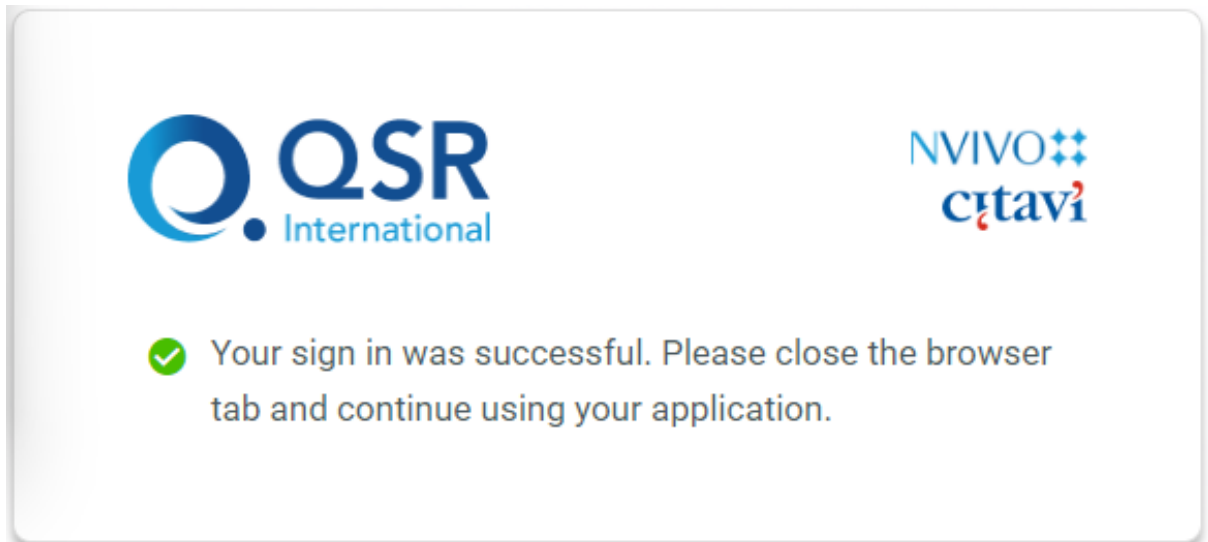 QSR
International
NVIVO
citavi
Your sign in was successful. Please close the browser
tab and continue using your application.